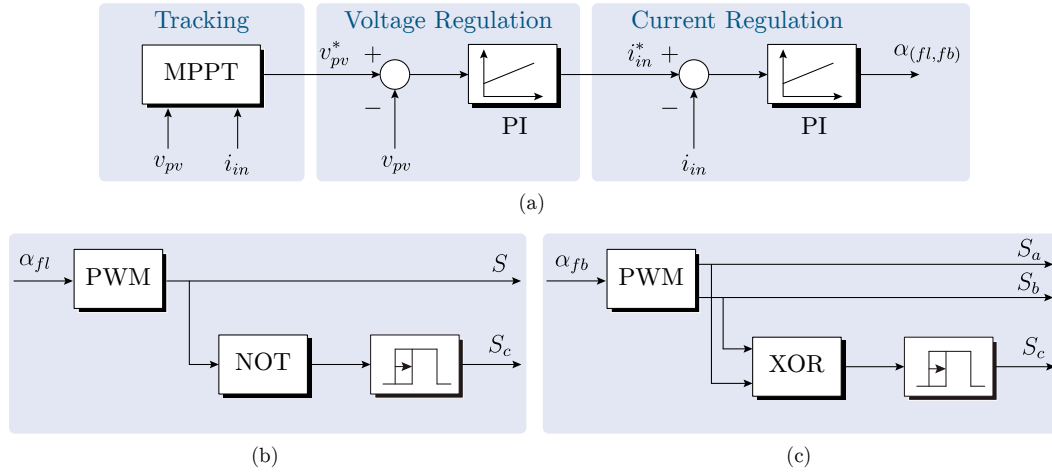 Tracking
Voltage Regulation
Current Regulation
MPPT
v*pv
+
−
PI
i*in
+
−
PI
α(fl,fb)
vpv
iin
vpv
iin
(a)
αfl
PWM
S
NOT
Sc
(b)
αfb
PWM
Sa
Sb
XOR
Sc
(c)